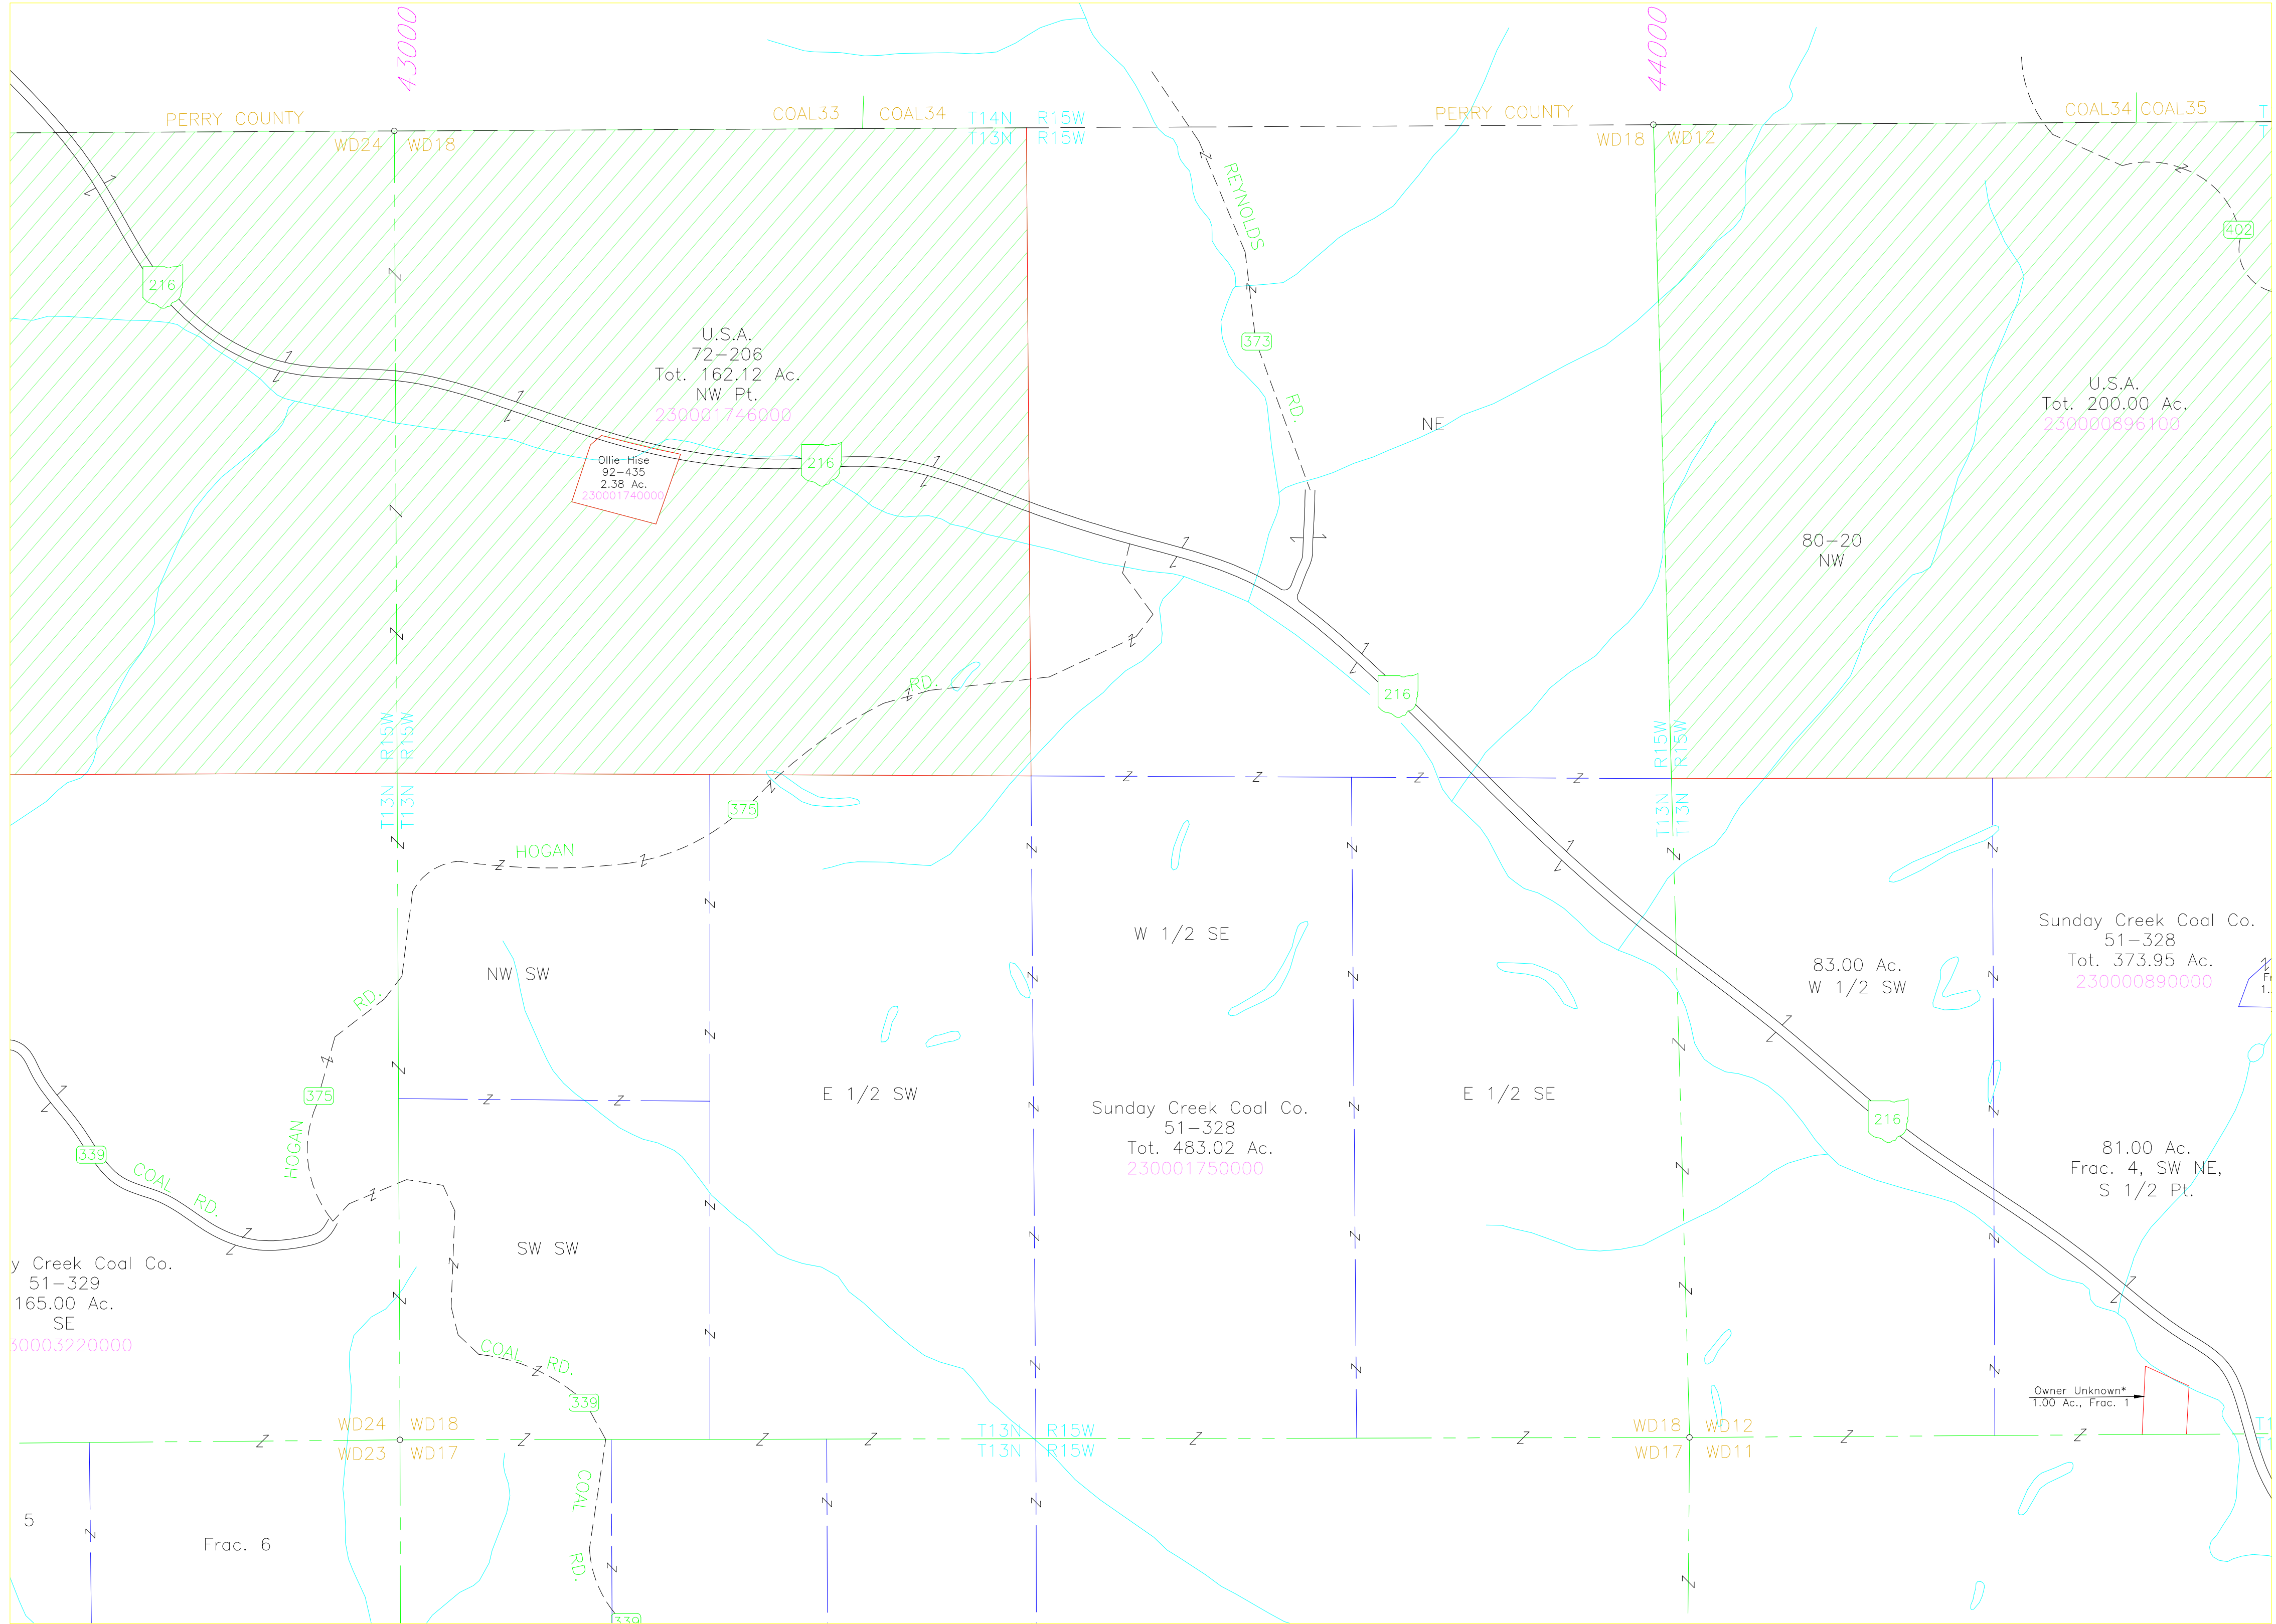 43000
44000
PERRY COUNTY
COAL33 COAL34
T14N R15W
T13N R15W
PERRY COUNTY
COAL34 COAL35
T
T
WD24 WD18
WD18 WD12
REYNOLDS
RD.
402
216
373
U.S.A.
72-206
Tot. 162.12 Ac.
NW Pt.
230001746000
U.S.A.
Tot. 200.00 Ac.
230000896100
NE
Ollie Hise
92-435
2.38 Ac.
230001740000
216
80-20
NW
RD.
216
R15W
R15W
T13N
T13N
R15W
R15W
T13N
T13N
375
HOGAN
W 1/2 SE
NW SW
RD.
83.00 Ac.
W 1/2 SW
Sunday Creek Coal Co.
51-328
Tot. 373.95 Ac.
230000890000
Fr
1.
375
HOGAN
E 1/2 SW
Sunday Creek Coal Co.
51-328
Tot. 483.02 Ac.
230001750000
E 1/2 SE
216
339
COAL RD.
81.00 Ac.
Frac. 4, SW NE,
S 1/2 Pt.
SW SW
y Creek Coal Co.
51-329
165.00 Ac.
SE
30003220000
COAL RD.
339
Owner Unknown*
1.00 Ac., Frac. 1
WD24 WD18
WD23 WD17
T13N R15W
T13N R15W
WD18 WD12
WD17 WD11
T1
T1
COAL
RD.
5
Frac. 6
339